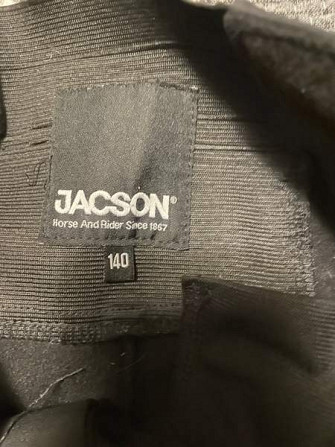 JACSON®
Horse And Rider Since 1867
140